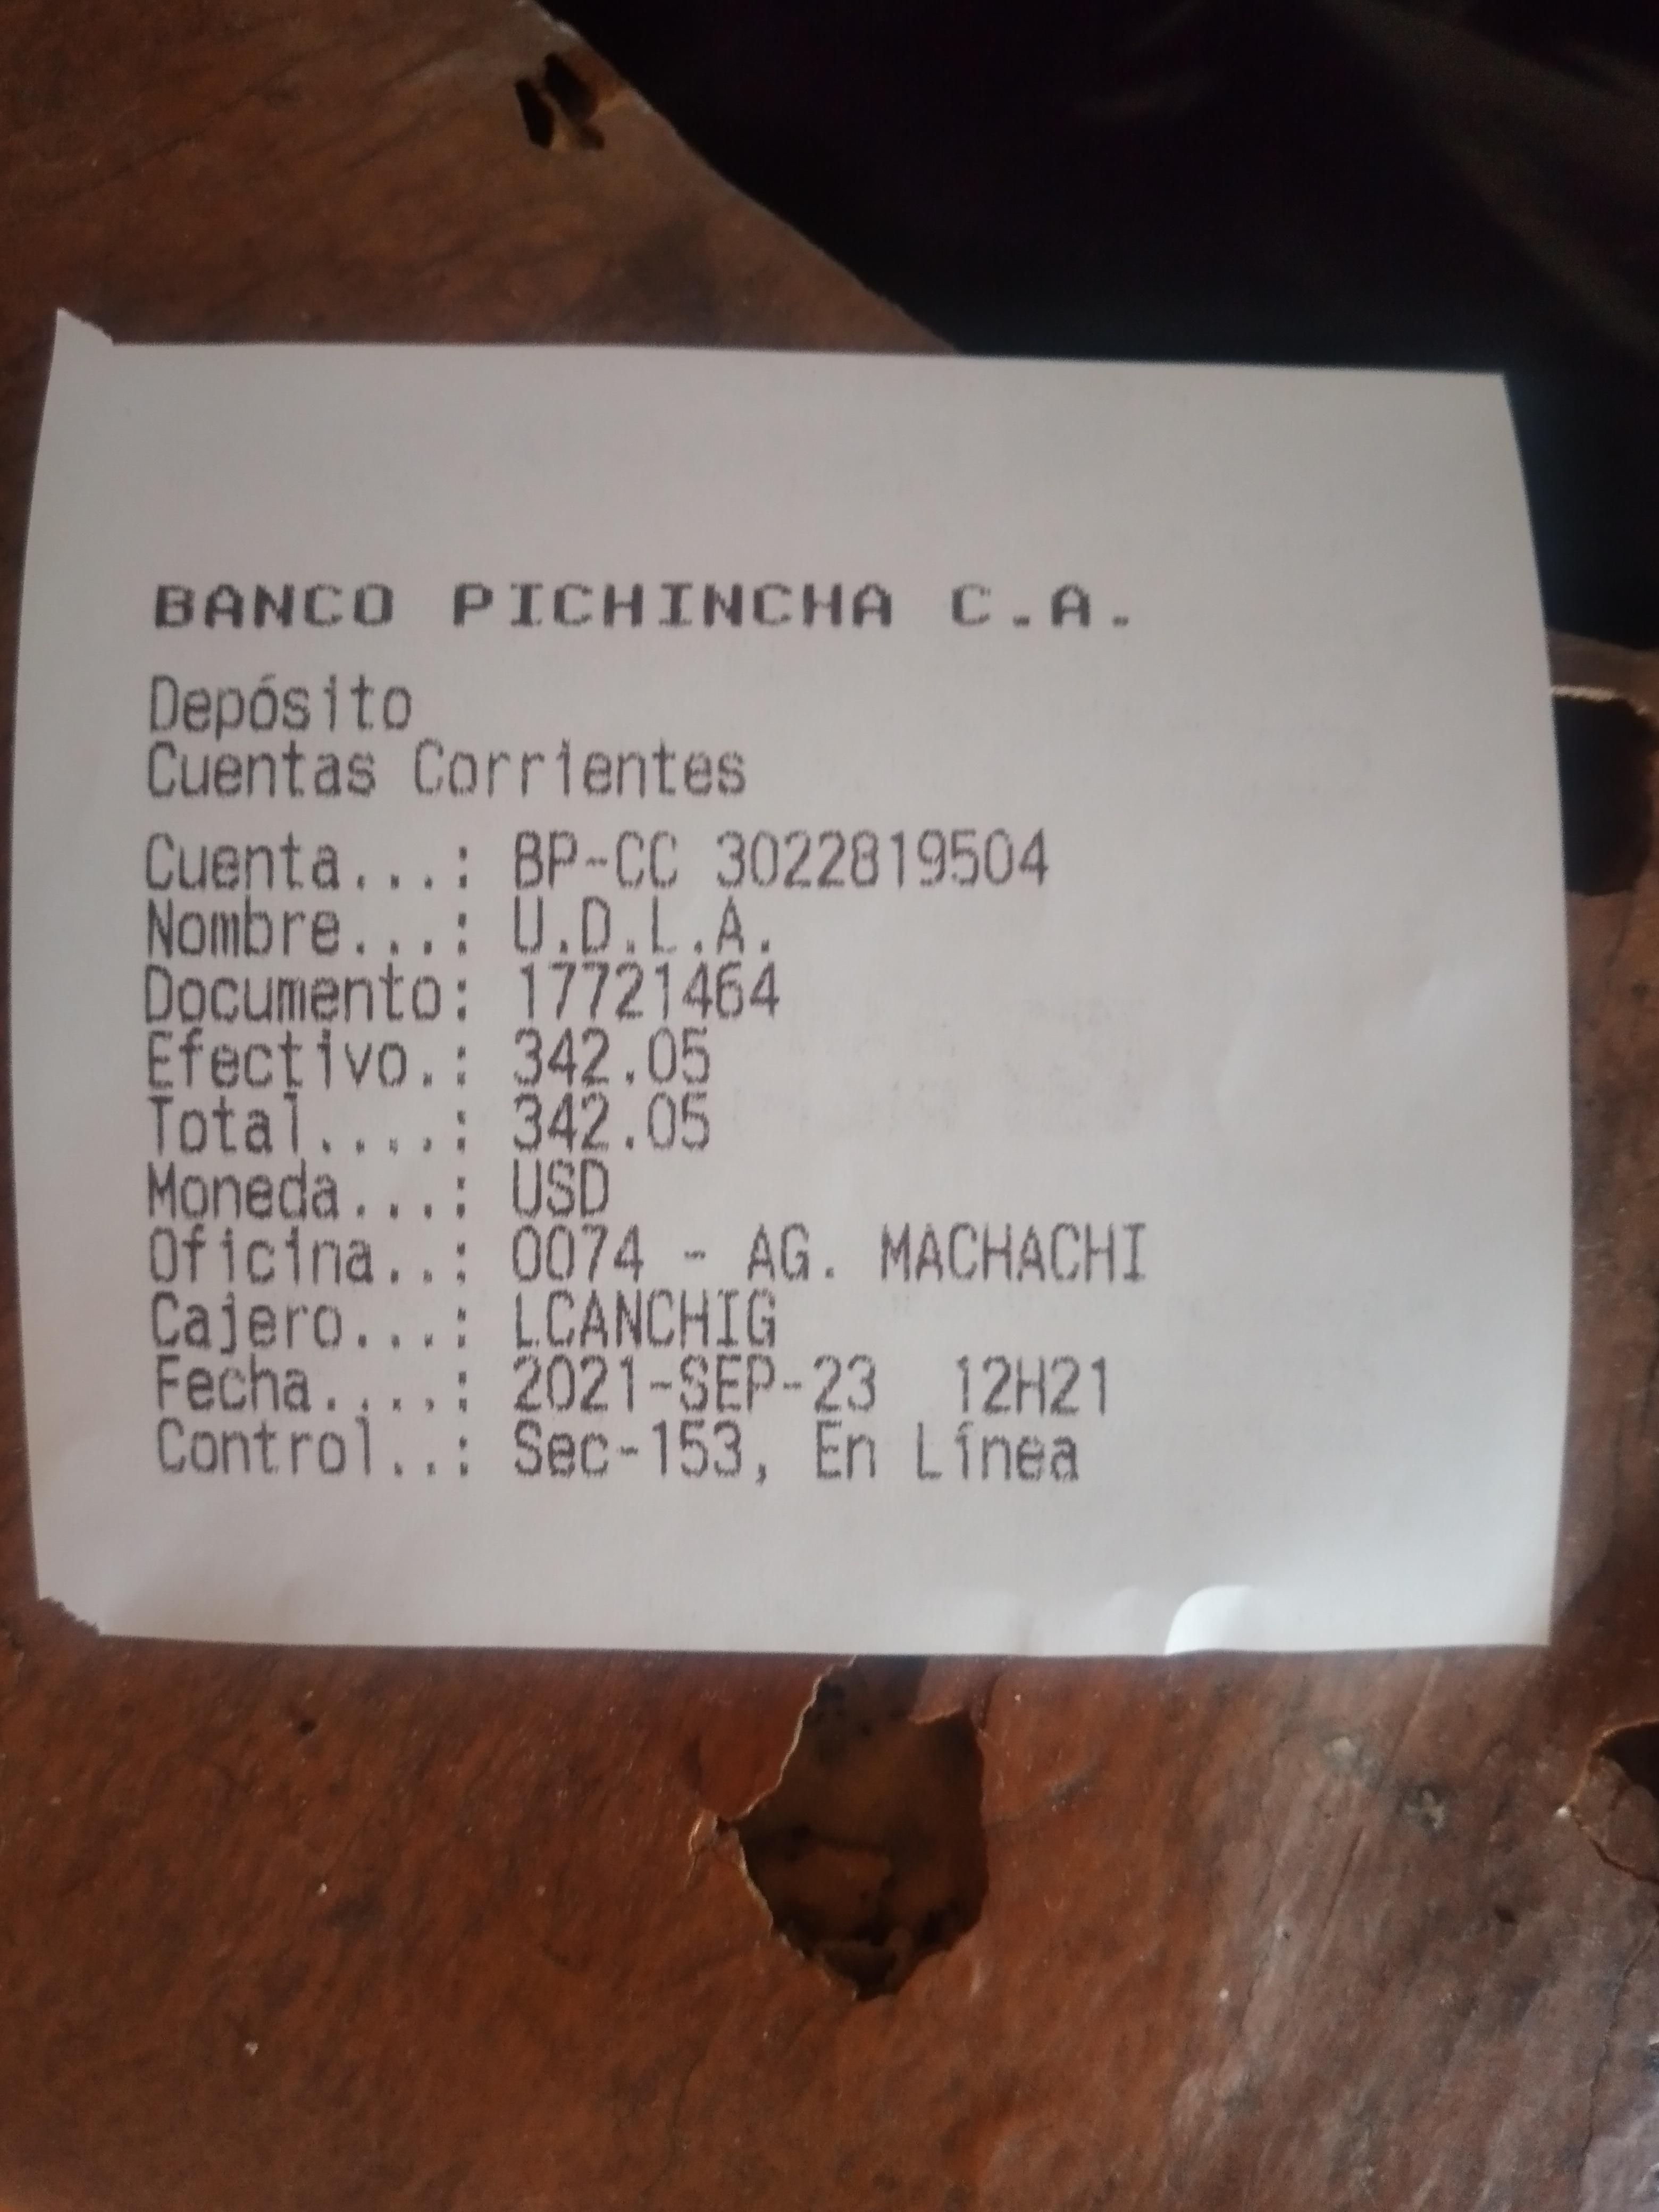 BANCO PICHINCHA C.A.
Depósito
Cuentas Corrientes
Cuenta...: BP-CC 3022819504
Nombre...: U.D.L.A.
Documento: 17721464
Efectivo.: 342.05
Total....: 342.05
Moneda...: USD
Oficina..: 0074 - AG. MACHACHI
Cajero...: LCANCHIG
Fecha....: 2021-SEP-23  12H21
Control..: Sec-153, En Línea